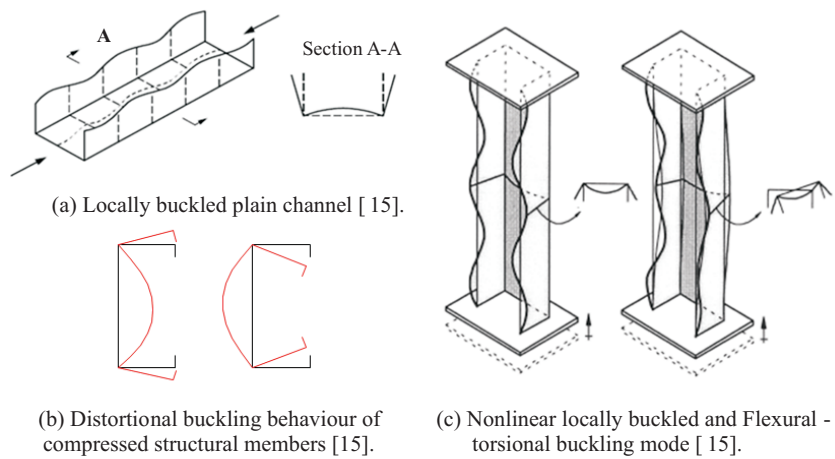 A
Section A-A
(a) Locally buckled plain channel [ 15].
(b) Distortional buckling behaviour of
compressed structural members [15].
(c) Nonlinear locally buckled and Flexural -
torsional buckling mode [ 15].